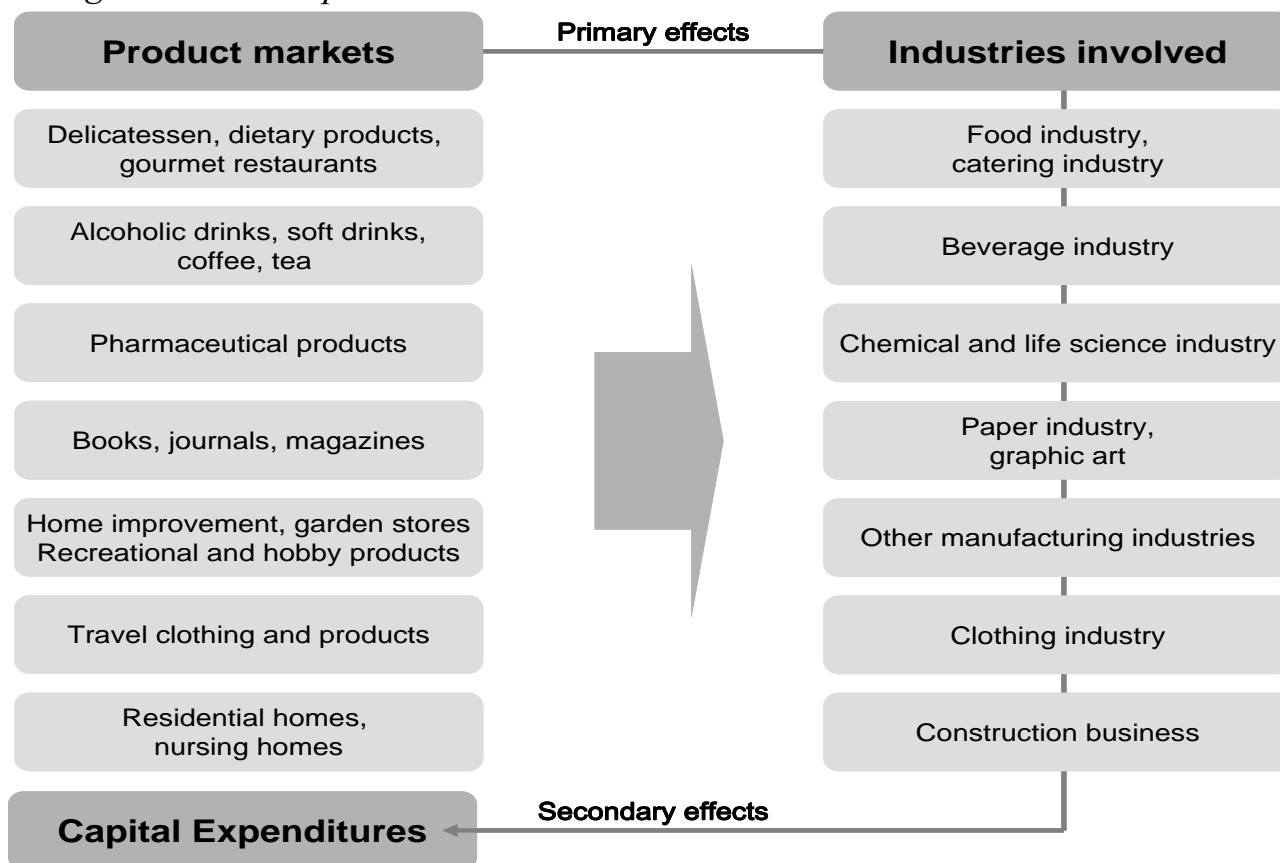 Product markets
Primary effects
Industries involved
Delicatessen, dietary products,
gourmet restaurants
Food industry,
catering industry
Alcoholic drinks, soft drinks,
coffee, tea
Beverage industry
Pharmaceutical products
Chemical and life science industry
Books, journals, magazines
Paper industry,
graphic art
Home improvement, garden stores
Recreational and hobby products
Other manufacturing industries
Travel clothing and products
Clothing industry
Residential homes,
nursing homes
Construction business
Secondary effects
Capital Expenditures